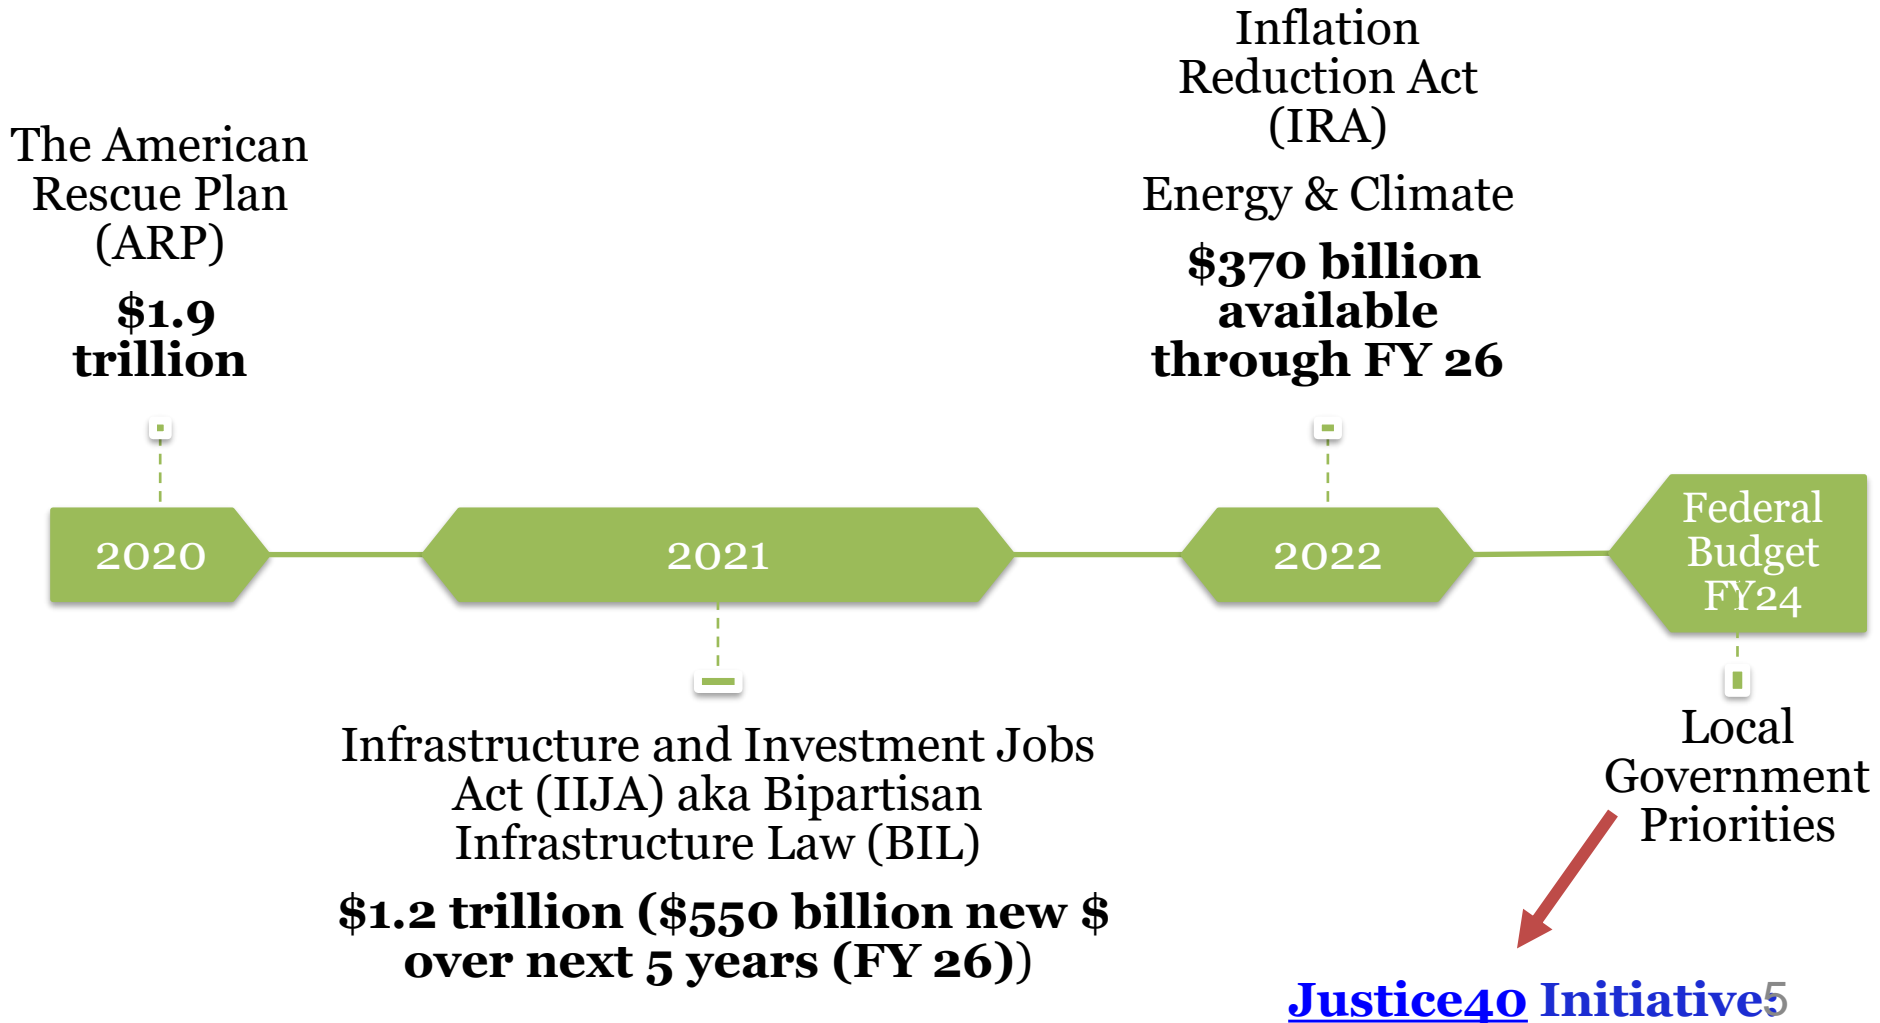 The American
Rescue Plan
(ARP)
$1.9
trillion
Inflation
Reduction Act
(IRA)
Energy & Climate
$370 billion
available
through FY 26
2020
2021
2022
Federal
Budget
FY24
Infrastructure and Investment Jobs
Act (IIJA) aka Bipartisan
Infrastructure Law (BIL)
$1.2 trillion ($550 billion new $
over next 5 years (FY 26))
Local
Government
Priorities
Justice40 Initiative:
5